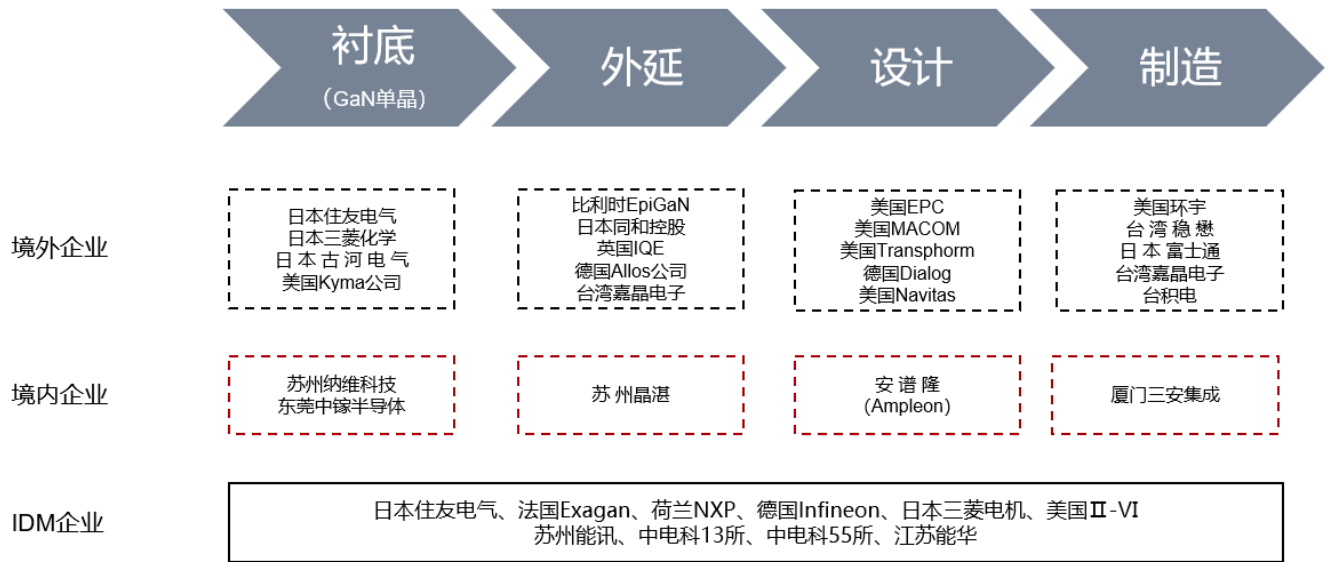 衬底
（GaN单晶）
外延
设计
制造
境外企业
日本住友电气
日本三菱化学
日 本 古 河 电 气
美国Kyma公司
比利时EpiGaN
日本同和控股
英国IQE
德国Allos公司
台湾嘉晶电子
美国EPC
美国MACOM
美国Transphorm
德国Dialog
美国Navitas
美国环宇
台 湾 稳 懋
日 本 富士通
台湾嘉晶电子
台积电
境内企业
苏州纳维科技
东莞中镓半导体
苏 州晶湛
安 谱 隆
(Ampleon)
厦门三安集成
IDM企业
日本住友电气、法国Exagan、荷兰NXP、德国Infineon、日本三菱电机、美国Ⅱ-VI
苏州能讯、中电科13所、中电科55所、江苏能华